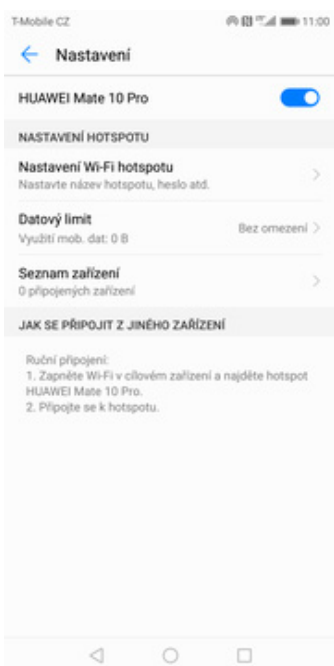 T-Mobile CZ 11:00
Nastavení
HUAWEI Mate 10 Pro
NASTAVENÍ HOTSPOTU
Nastavení Wi-Fi hotspotu
Nastavte název hotspotu, heslo atd.
Datový limit
Využití mob. dat: 0 B
Bez omezení
Seznam zařízení
0 připojených zařízení
JAK SE PŘIPOJIT Z JINÉHO ZAŘÍZENÍ
Ruční připojení:
1. Zapněte Wi-Fi v cílovém zařízení a najděte hotspot
HUAWEI Mate 10 Pro.
2. Připojte se k hotspotu.